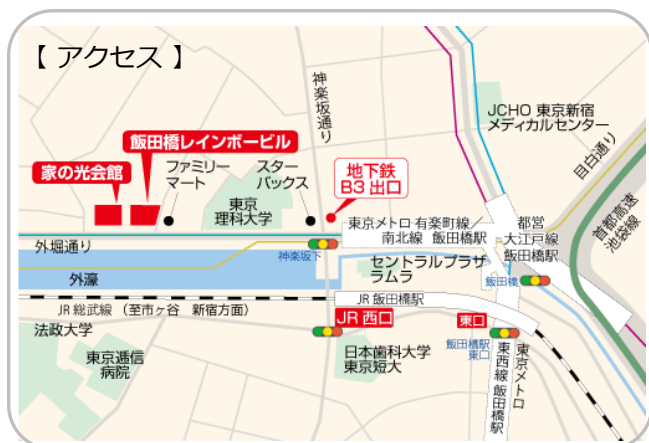 【 アクセス 】
神楽坂通り
JCHO 東京新宿
メディカルセンター
目白通り
首都高速
池袋線
飯田橋レインボービル
家の光会館
ファミリー
マート
スター
バックス
地下鉄
B3 出口
東京
理科大学
東京メトロ 有楽町線／
南北線 飯田橋駅
都営
大江戸線
飯田橋駅
外堀通り
神楽坂下
外濠
セントラルプラザ
ラムラ
飯田橋
JR 飯田橋駅
JR 総武線 （至市ヶ谷 新宿方面）
JR 西口
東口
法政大学
東京逓信
病院
日本歯科大学
東京短大
飯田橋駅
東口
東京メトロ
東西線 飯田橋駅